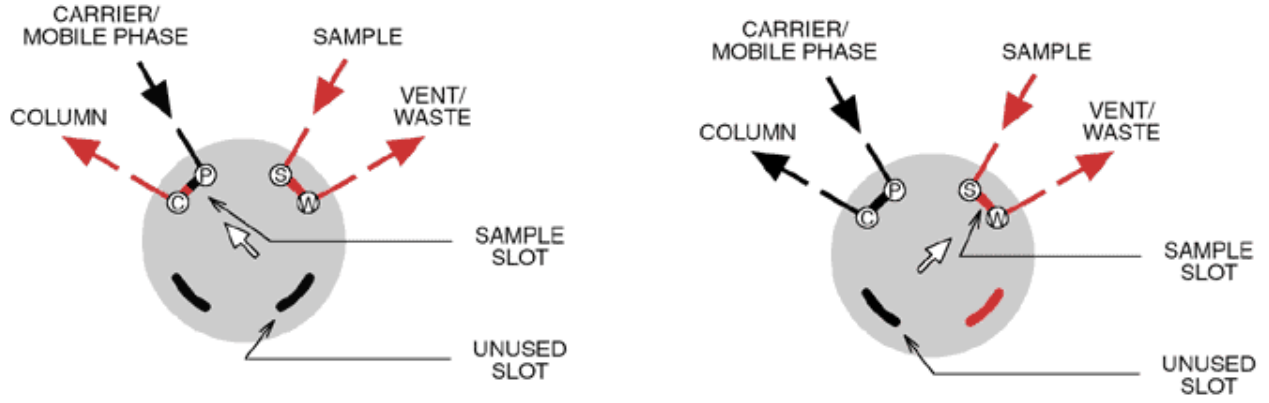 CARRIER/
MOBILE PHASE
SAMPLE
COLUMN
VENT/
WASTE
P
S
C
W
SAMPLE
SLOT
UNUSED
SLOT
CARRIER/
MOBILE PHASE
SAMPLE
COLUMN
VENT/
WASTE
P
S
C
W
SAMPLE
SLOT
UNUSED
SLOT